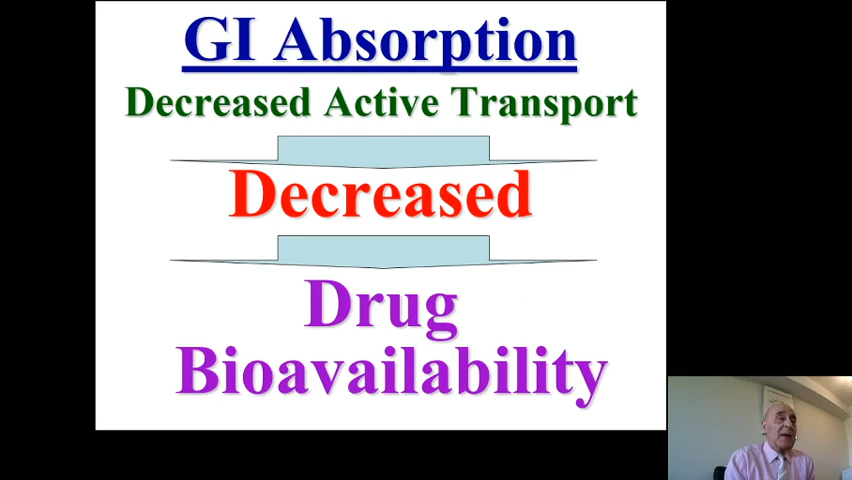 GI Absorption
Decreased Active Transport
Decreased
Drug
Bioavailability